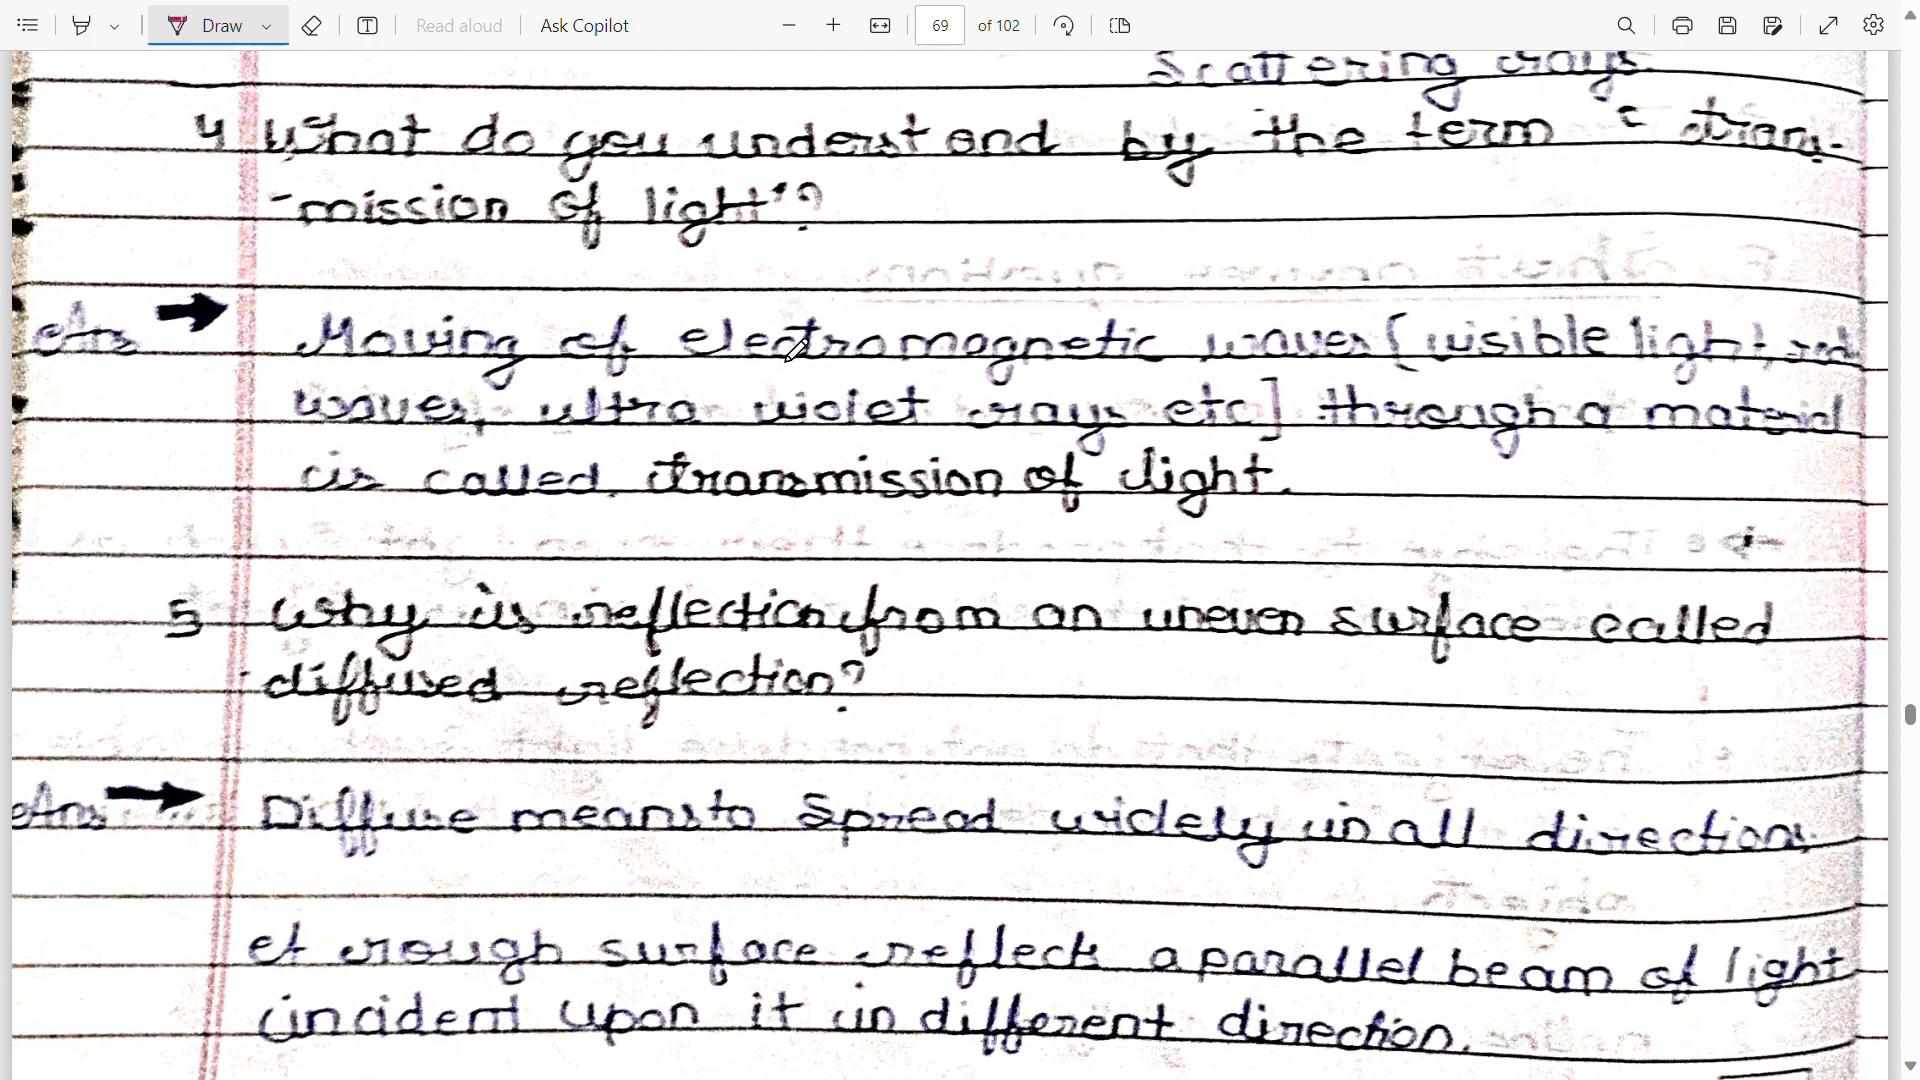 Draw
Read aloud
Ask Copilot
69 of 102
Scattering rays.
4 What do you understand by the term "trans-
-mission of light"?
Ans → Moving of electromagnetic waves [visible light, rad
waves, ultra violet rays etc] through a material
is called transmission of light.
5 Why is reflection from an uneven surface called
diffused reflection?
Ans → Diffuse means to Spread widely in all directions
A rough surface reflects a parallel beam of light
incident upon it in different direction.